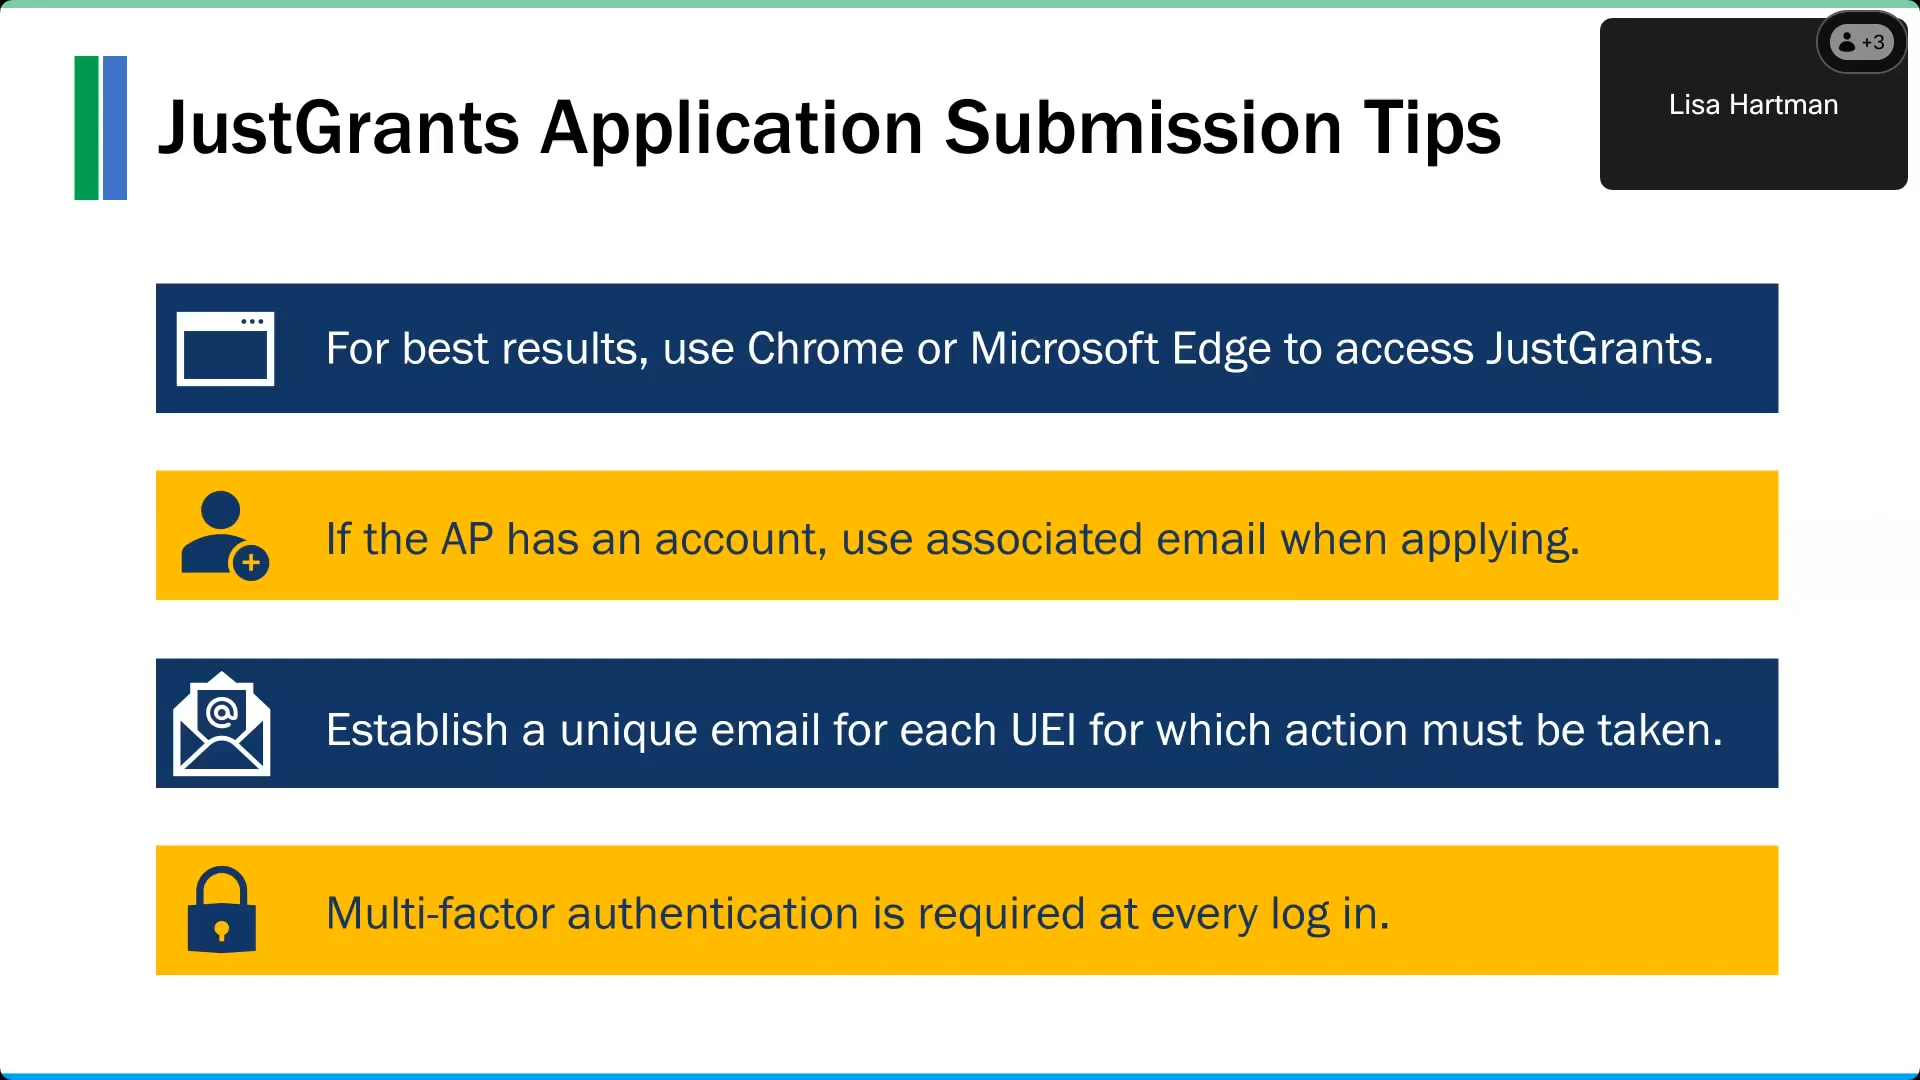 JustGrants Application Submission Tips
+3
Lisa Hartman
For best results, use Chrome or Microsoft Edge to access JustGrants.
If the AP has an account, use associated email when applying.
@
Establish a unique email for each UEI for which action must be taken.
Multi-factor authentication is required at every log in.